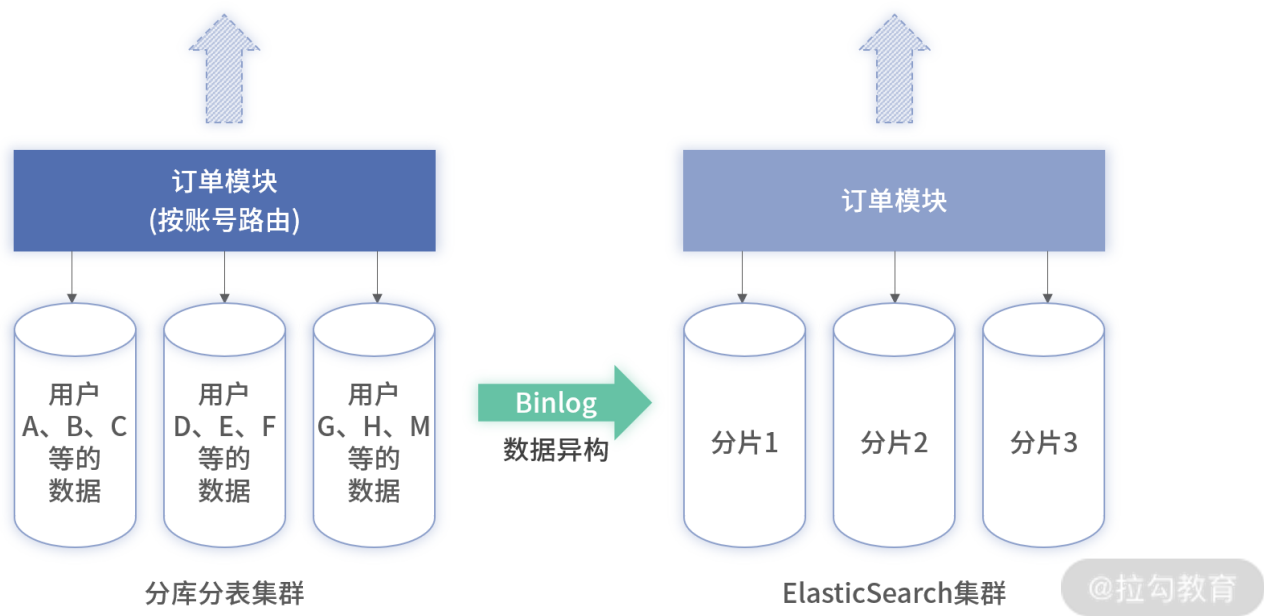 订单模块
(按账号路由)
订单模块
用户
A、B、C
等的
数据
用户
D、E、F
等的
数据
用户
G、H、M
等的
数据
Binlog
数据异构
分片1
分片2
分片3
分库分表集群
ElasticSearch集群
@拉勾教育